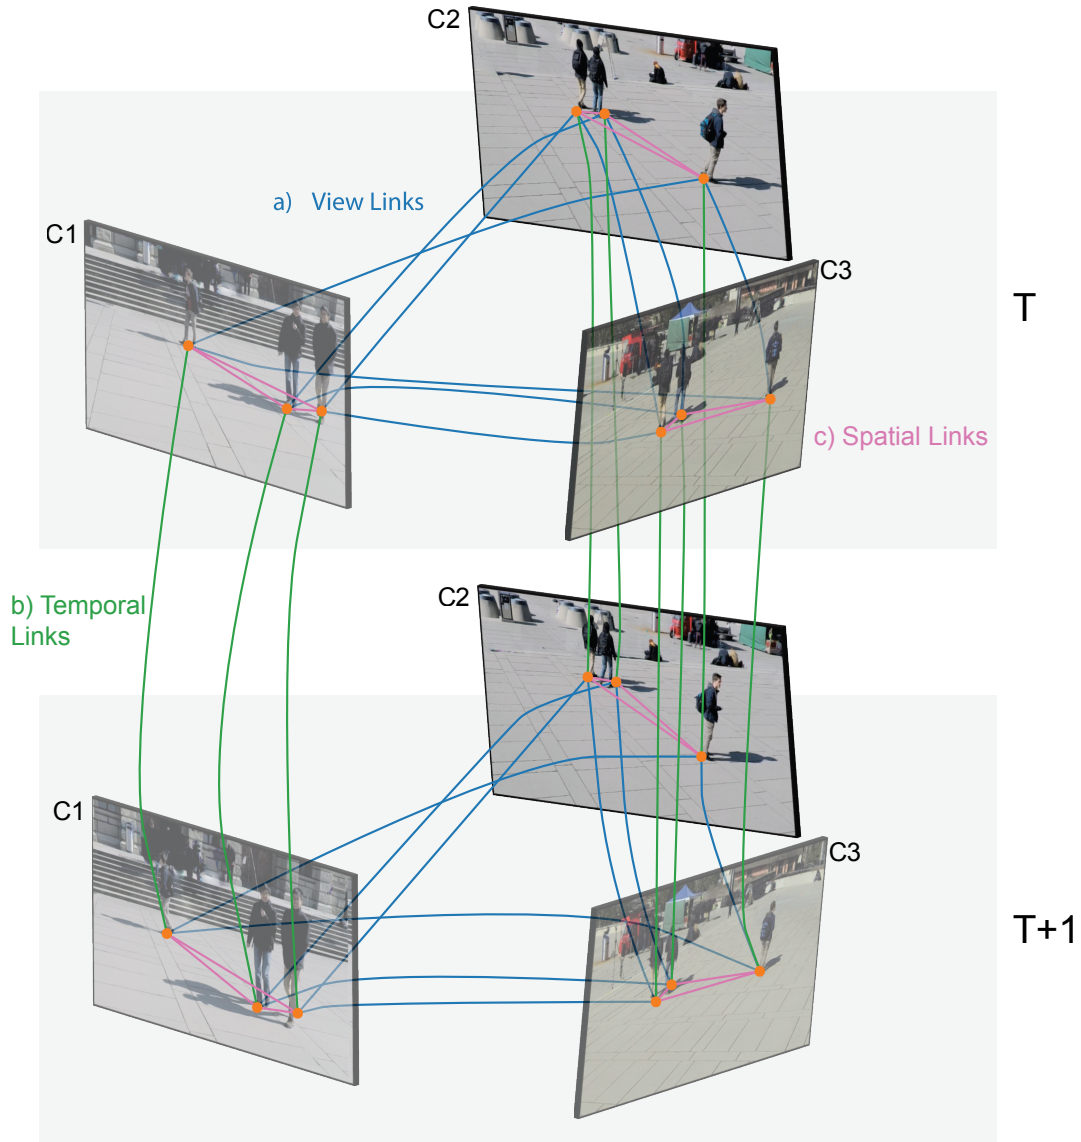 C2
a) View Links
C1
C3
T
c) Spatial Links
b) Temporal
Links
C2
C1
C3
T+1